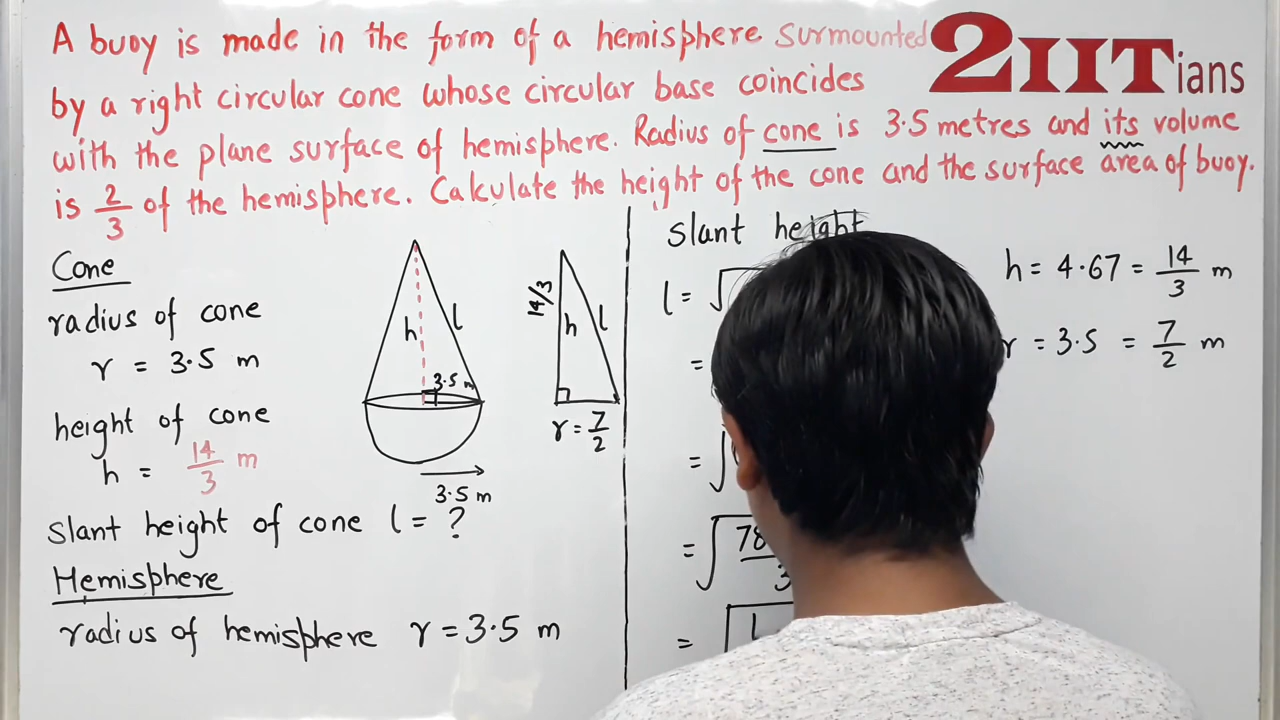 A buoy is made in the form of a hemisphere surmounted
by a right circular cone whose circular base coincides
with the plane surface of hemisphere. Radius of cone is 3.5 metres and its volume
is 2/3 of the hemisphere. Calculate the height of the cone and the surface area of buoy.
2IITians
Cone
radius of cone
r = 3.5 m
height of cone
h = 14/3 m
Slant height of cone l = ?
Hemisphere
radius of hemisphere r = 3.5 m
h
l
3.5 m
3.5 m
14/3
h
l
r = 7/2
Slant height
l = √
=
= √
= √78
3
= √
h = 4.67 = 14/3 m
r = 3.5 = 7/2 m